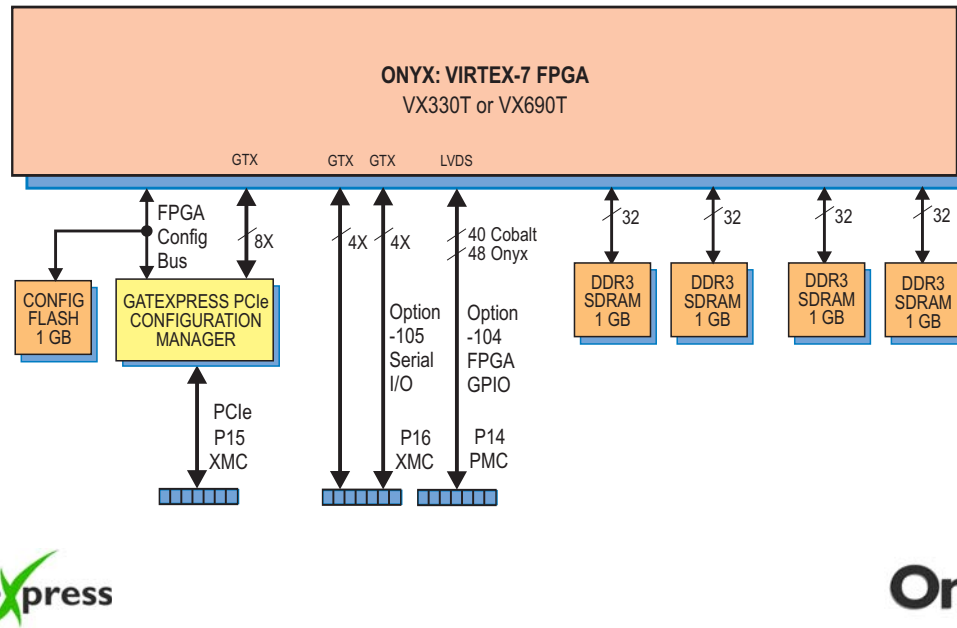 ONYX: VIRTEX-7 FPGA
VX330T or VX690T
GTX
GTX
GTX
LVDS
FPGA
Config
Bus
8X
4X
4X
40 Cobalt
48 Onyx
32
32
32
32
CONFIG
FLASH
1 GB
GATEXPRESS PCIe
CONFIGURATION
MANAGER
Option
-105
Serial
I/O
Option
-104
FPGA
GPIO
DDR3
SDRAM
1 GB
DDR3
SDRAM
1 GB
DDR3
SDRAM
1 GB
DDR3
SDRAM
1 GB
PCIe
P15
XMC
P16
XMC
P14
PMC
Xpress